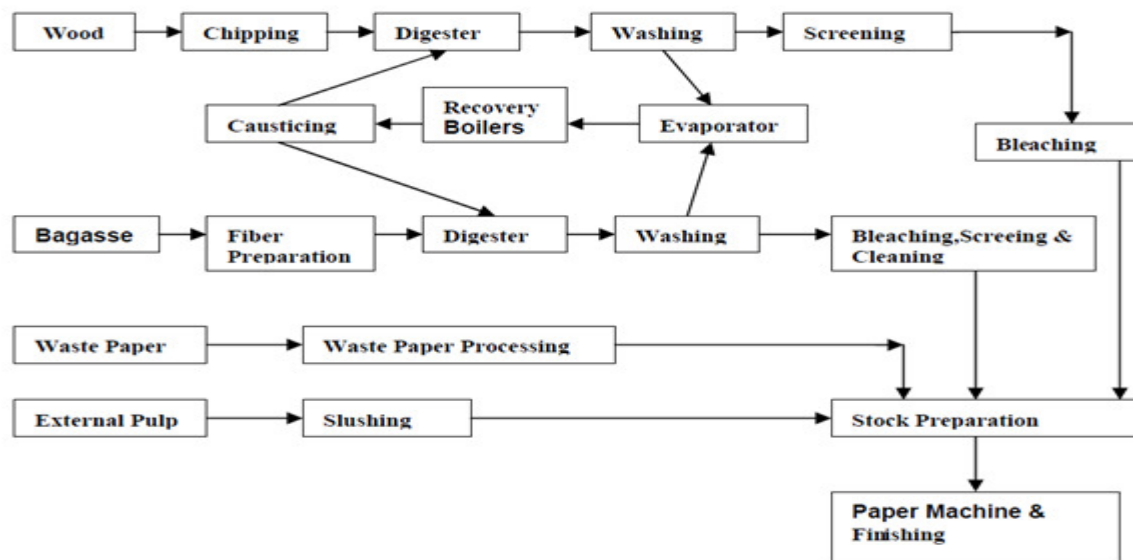 Wood
Chipping
Digester
Washing
Screening
Causticing
Recovery
Boilers
Evaporator
Bleaching
Bagasse
Fiber
Preparation
Digester
Washing
Bleaching,Screeing &
Cleaning
Waste Paper
Waste Paper Processing
External Pulp
Slushing
Stock Preparation
Paper Machine &
Finishing